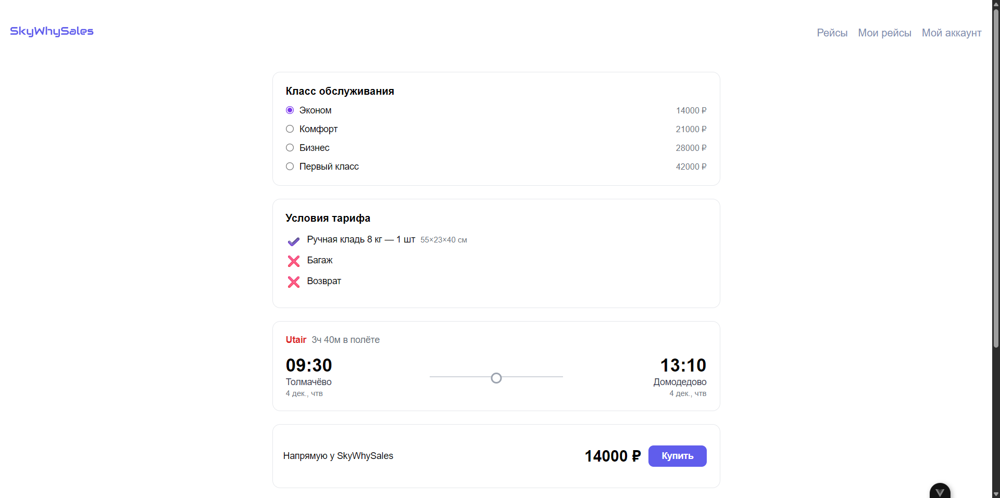 SkyWhySales
Рейсы Мои рейсы Мой аккаунт
Класс обслуживания
Эконом 14000 ₽
Комфорт 21000 ₽
Бизнес 28000 ₽
Первый класс 42000 ₽
Условия тарифа
Ручная кладь 8 кг — 1 шт 55×23×40 см
Багаж
Возврат
Utair 3ч 40м в полёте
09:30 13:10
Толмачёво Домодедово
4 дек., чтв 4 дек., чтв
Напрямую у SkyWhySales 14000 ₽ Купить